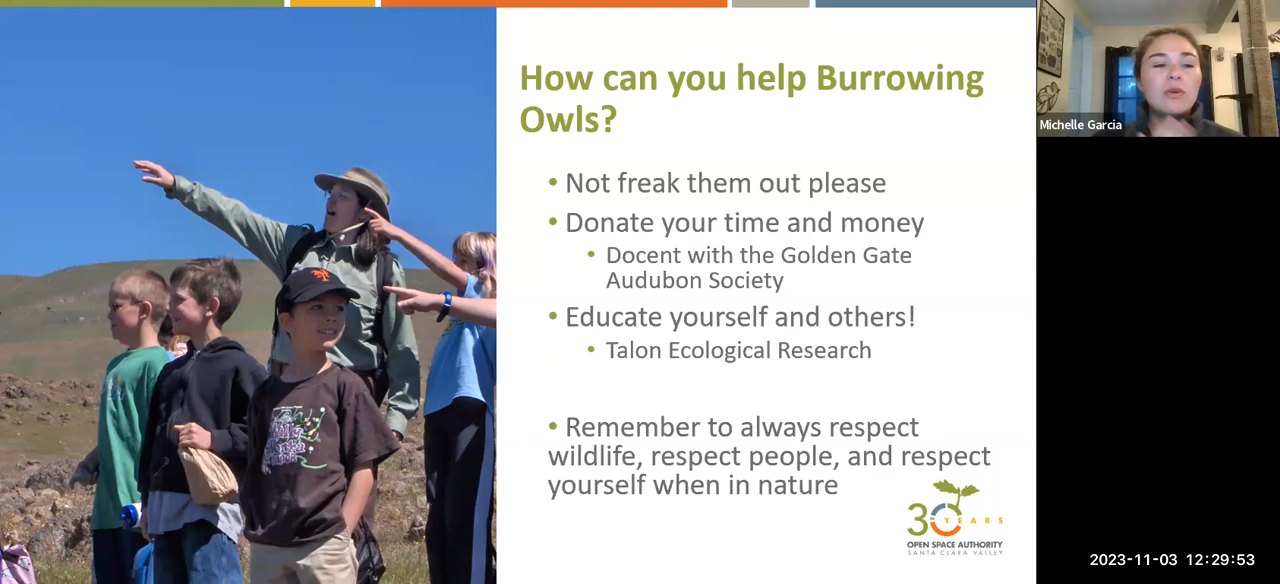 How can you help Burrowing
Owls?
• Not freak them out please
• Donate your time and money
• Docent with the Golden Gate
Audubon Society
• Educate yourself and others!
• Talon Ecological Research
• Remember to always respect
wildlife, respect people, and respect
yourself when in nature
30 YEARS
OPEN SPACE AUTHORITY
SANTA CLARA VALLEY
Michelle Garcia
2023-11-03 12:29:53